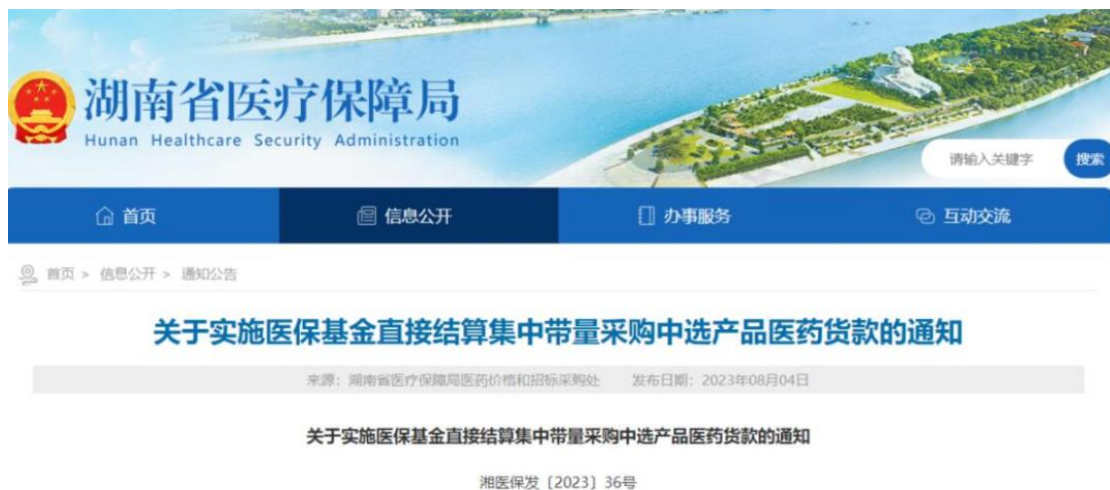 湖南省医疗保障局
Hunan Healthcare Security Administration
请输入关键字 搜索
首页 信息公开 办事服务 互动交流
首页 > 信息公开 > 通知公告
关于实施医保基金直接结算集中带量采购中选产品医药货款的通知
来源：湖南省医疗保障局医药价格和招标采购处 发布日期：2023年08月04日
关于实施医保基金直接结算集中带量采购中选产品医药货款的通知
湘医保发〔2023〕36号